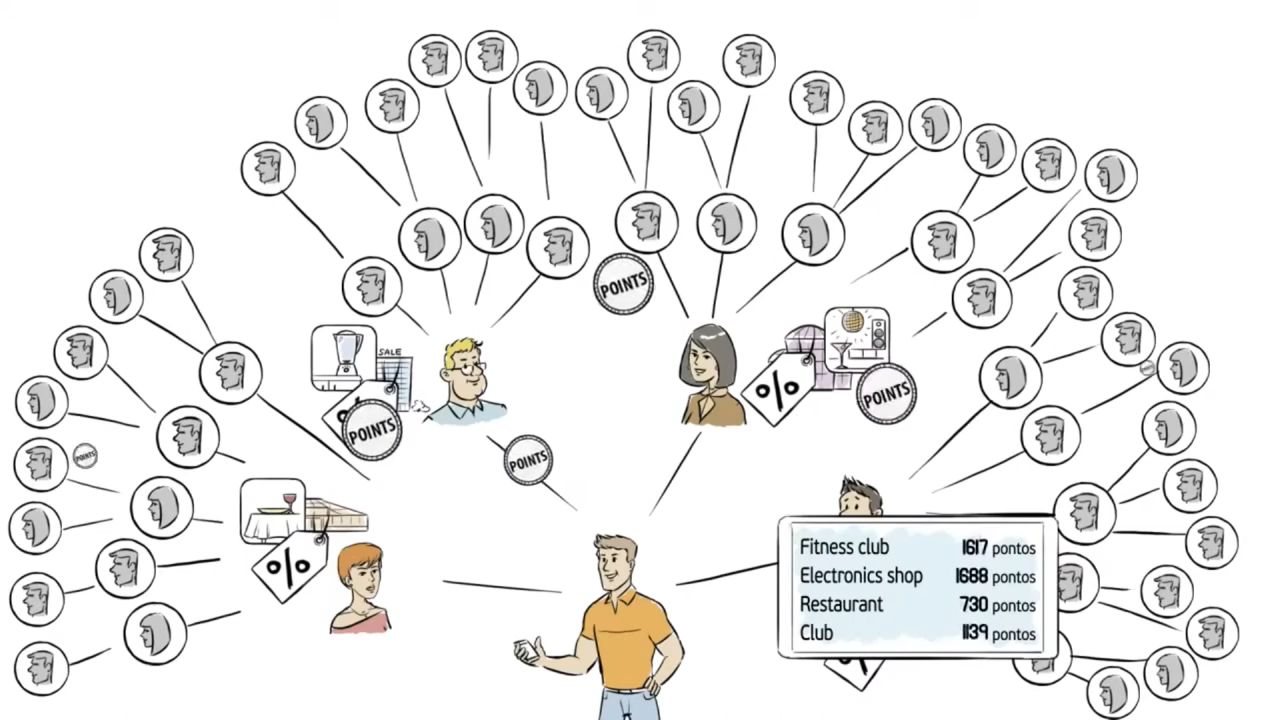 POINTS
SALE
POINTS
POINTS
POINTS
POINTS
%
%
%
Fitness club 1617 pontos
Electronics shop 1688 pontos
Restaurant 730 pontos
Club 1139 pontos